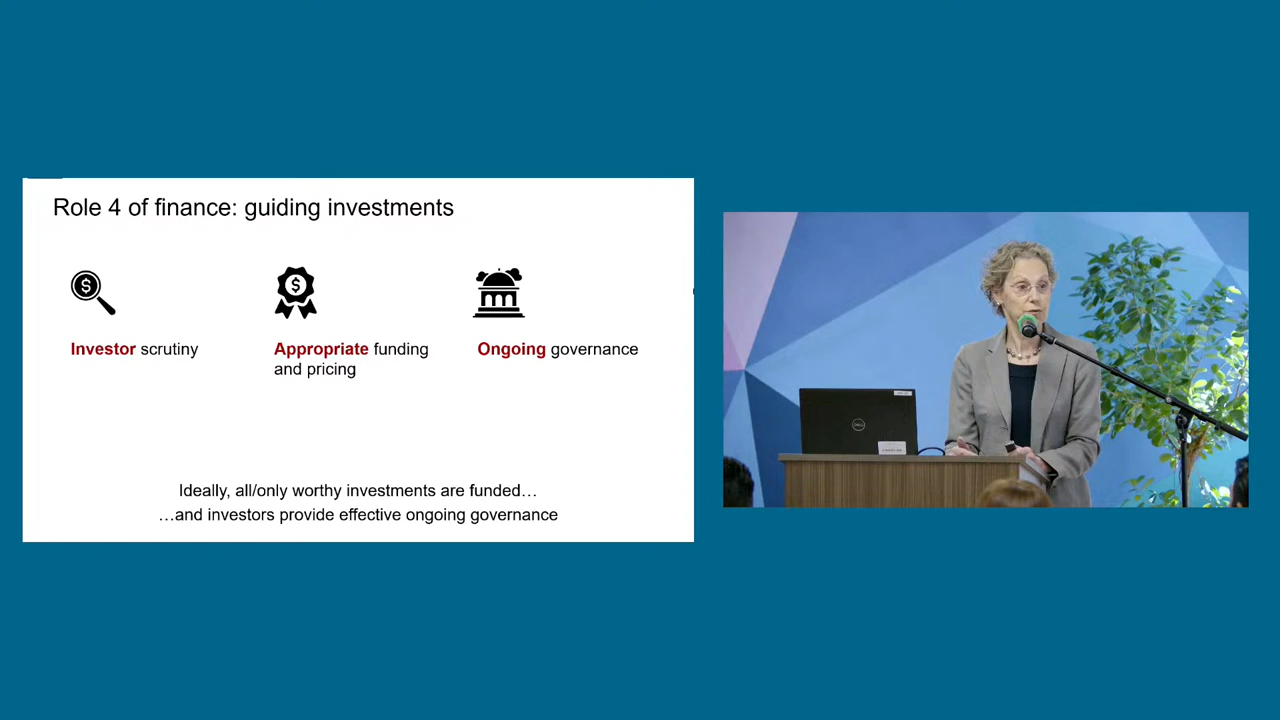 Role 4 of finance: guiding investments
$
$
Investor scrutiny
Appropriate funding
and pricing
Ongoing governance
Ideally, all/only worthy investments are funded…
…and investors provide effective ongoing governance
DELL